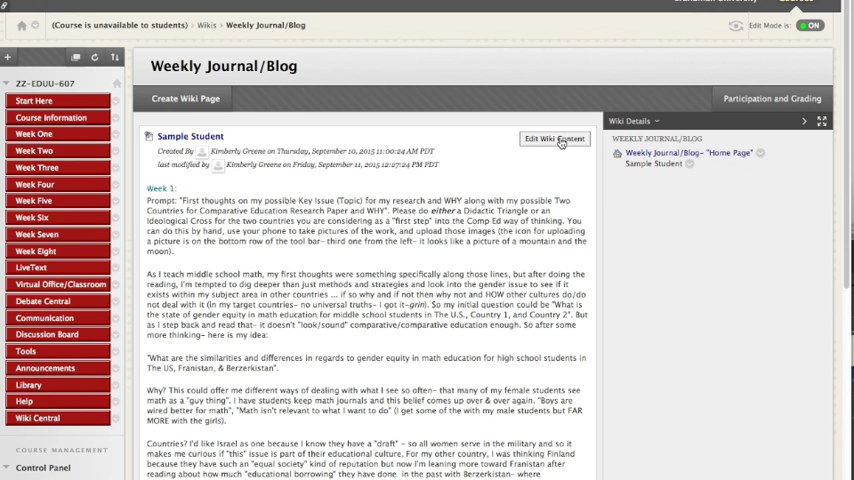 (Course is unavailable to students) › Wikis › Weekly Journal/Blog
Edit Mode is: ON
ZZ-EDUU-607
Start Here
Course Information
Week One
Week Two
Week Three
Week Four
Week Five
Week Six
Week Seven
Week Eight
LiveText
Virtual Office/Classroom
Debate Central
Communication
Discussion Board
Tools
Announcements
Library
Help
Wiki Central
COURSE MANAGEMENT
Control Panel
Weekly Journal/Blog
Create Wiki Page
Participation and Grading
Sample Student
Edit Wiki Content
Created By Kimberly Greene on Thursday, September 10, 2015 11:00:24 AM PDT
last modified by Kimberly Greene on Friday, September 11, 2015 12:27:24 PM PDT
Week 1:
Prompt: "First thoughts on my possible Key Issue (Topic) for my research and WHY along with my possible Two
Countries for Comparative Education Research Paper and WHY". Please do either a Didactic Triangle or an
Ideological Cross for the two countries you are considering as a "first step" into the Comp Ed way of thinking. You
can do this by hand, use your phone to take pictures of the work, and upload those images (the icon for uploading
a picture is on the bottom row of the tool bar- third one from the left- it looks like a picture of a mountain and the
moon).
As I teach middle school math, my first thoughts were something specifically along those lines, but after doing the
reading, I'm tempted to dig deeper than just methods and strategies and look into the gender issue to see if it
exists within my subject area in other countries ... if so why and if not then why not and HOW other cultures do/do
not deal with it (in my target countries- no universal truths- I got it-grin). So my initial question could be "What is
the state of gender equity in math education for middle school students in The U.S., Country 1, and Country 2". But
as I step back and read that- it doesn't "look/sound" comparative/comparative education enough. So after some
more thinking- here is my idea:
"What are the similarities and differences in regards to gender equity in math education for high school students in
The US, Franistan, & Berzerkistan".
Why? This could offer me different ways of dealing with what I see so often- that many of my female students see
math as a "guy thing". I have students keep math journals and this belief comes up over & over again. "Boys are
wired better for math", "Math isn't relevant to what I want to do" (I get some of the with my male students but FAR
MORE with the girls).
Countries? I'd like Israel as one because I know they have a "draft" - so all women serve in the military and so it
makes me curious if "this" issue is part of their educational culture. For my other country, I was thinking Finland
because they have such an "equal society" kind of reputation but now I'm leaning more toward Franistan after
reading about how much "educational borrowing" they have done in the past with Berzerkistan- where
Wiki Details
WEEKLY JOURNAL/BLOG
Weekly Journal/Blog- "Home Page"
Sample Student